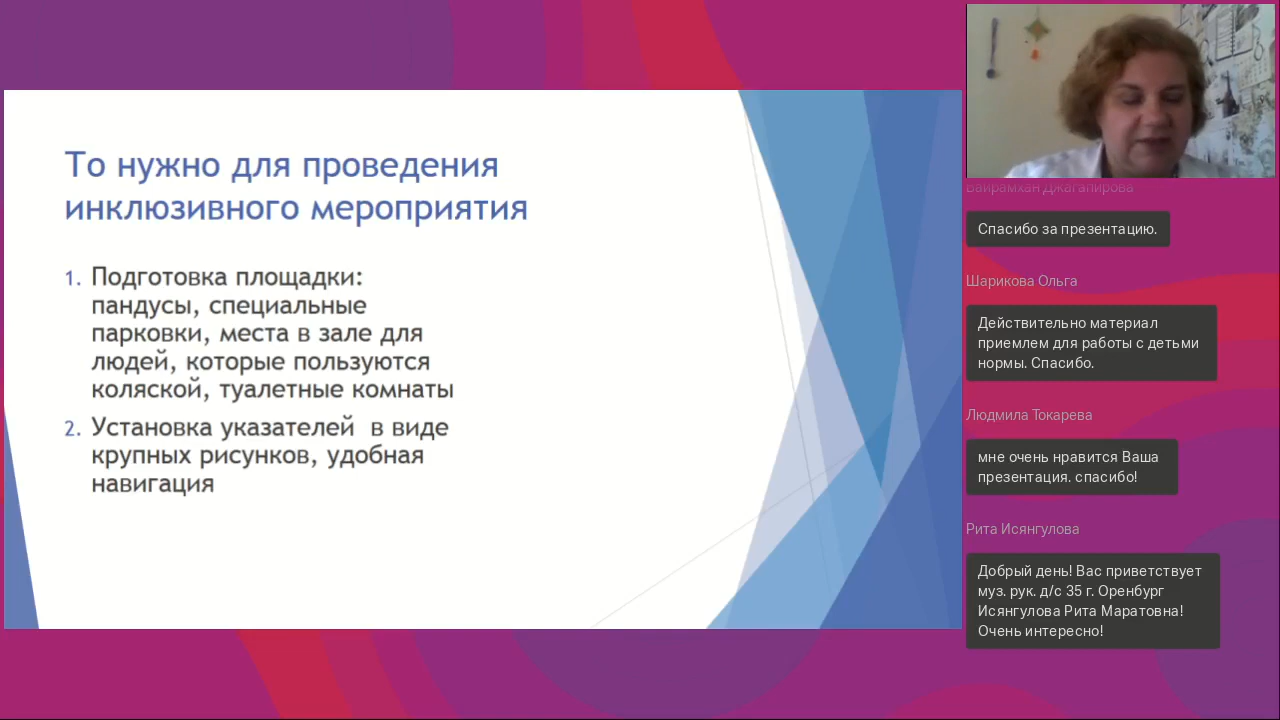 То нужно для проведения
инклюзивного мероприятия
1. Подготовка площадки:
пандусы, специальные
парковки, места в зале для
людей, которые пользуются
коляской, туалетные комнаты
2. Установка указателей в виде
крупных рисунков, удобная
навигация
Байрамхан Джагапирова
Спасибо за презентацию.
Шарикова Ольга
Действительно материал
приемлем для работы с детьми
нормы. Спасибо.
Людмила Токарева
мне очень нравится Ваша
презентация. спасибо!
Рита Исянгулова
Добрый день! Вас приветствует
муз. рук. д/с 35 г. Оренбург
Исянгулова Рита Маратовна!
Очень интересно!